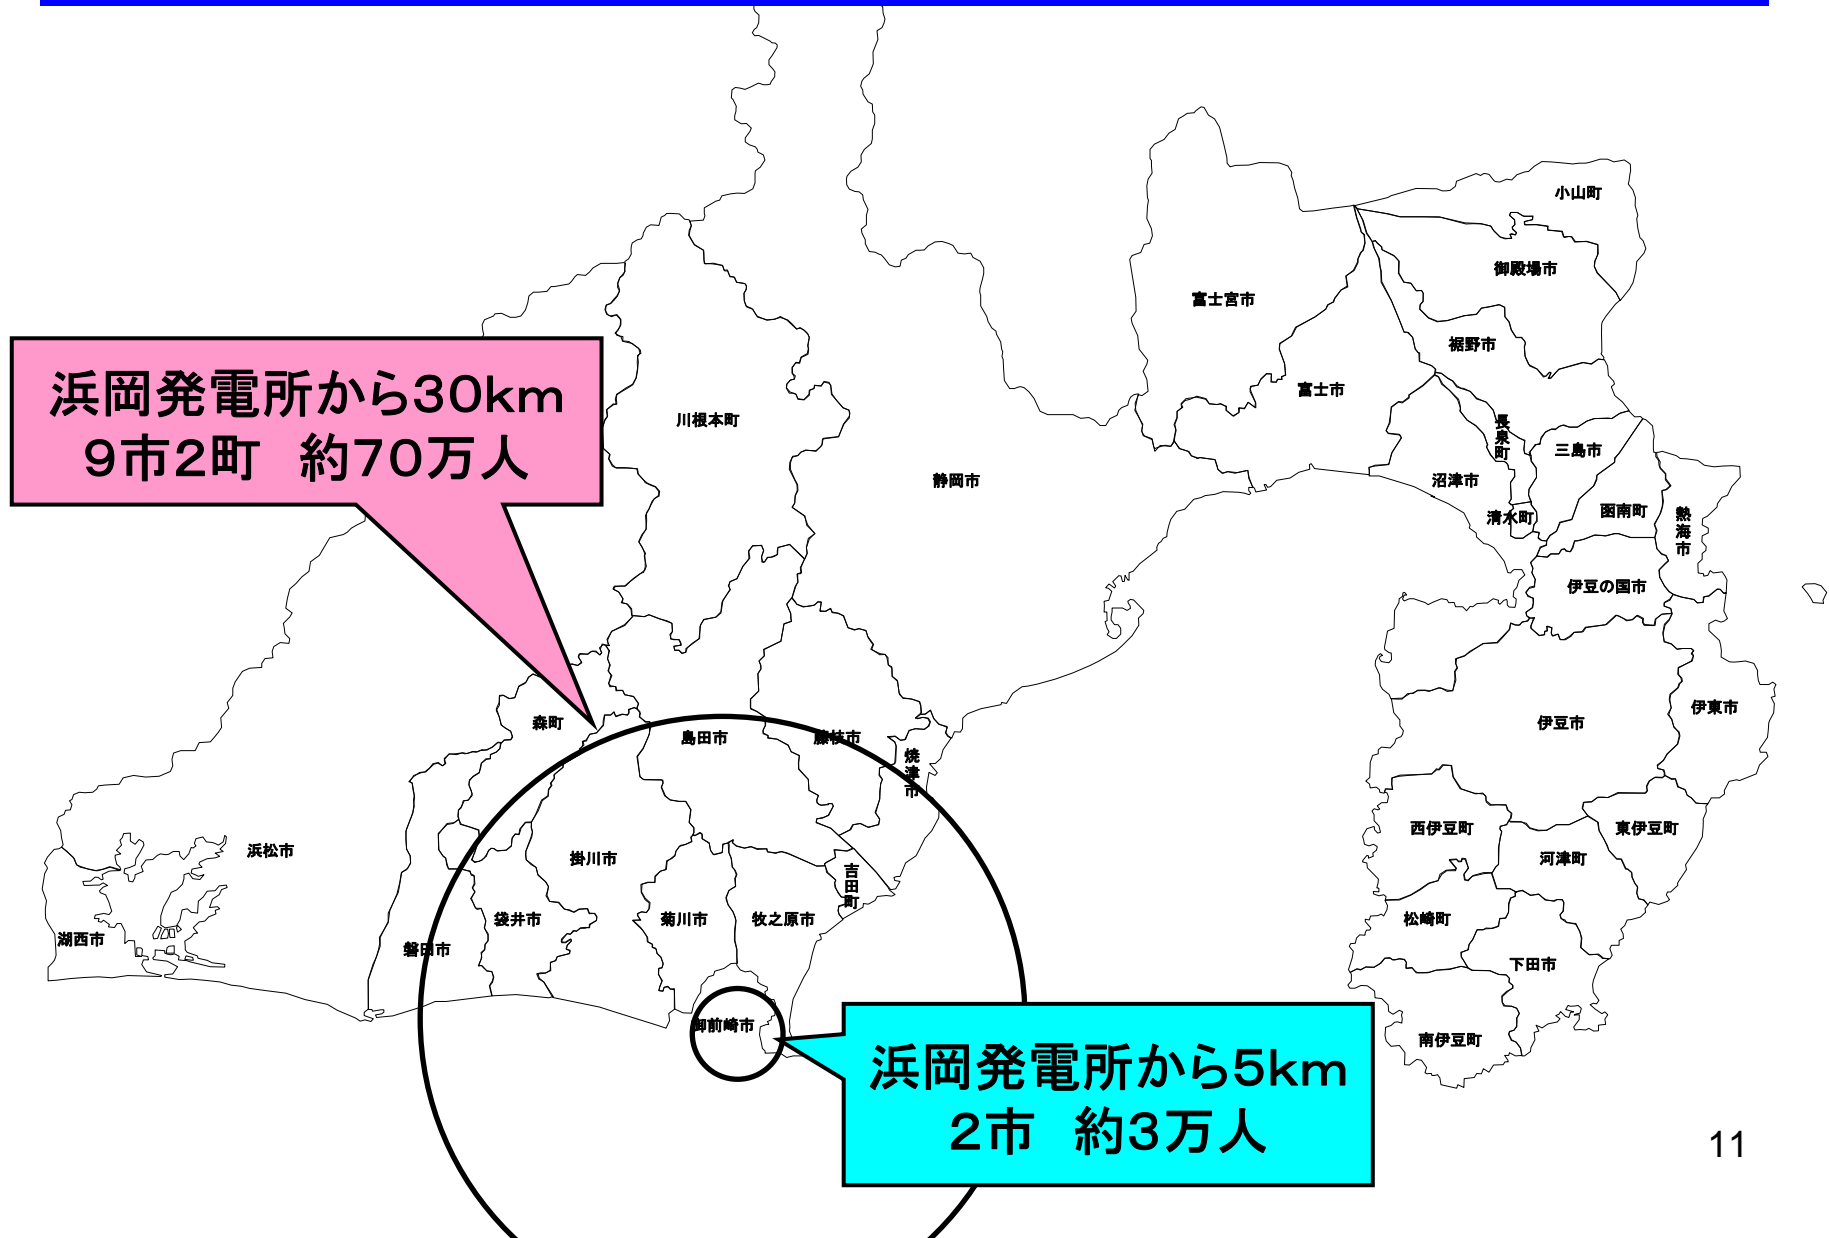 小山町
御殿場市
富士宮市
裾野市
富士市
浜岡発電所から30km
9市2町　約70万人
川根本町
静岡市
長泉町
三島市
沼津市
函南町
清水町
熱海市
伊豆の国市
森町
島田市
藤枝市
焼津市
伊豆市
伊東市
浜松市
掛川市
吉田町
西伊豆町
東伊豆町
河津町
湖西市
磐田市
袋井市
菊川市
牧之原市
松崎町
下田市
御前崎市
南伊豆町
浜岡発電所から5km
2市　約3万人
11